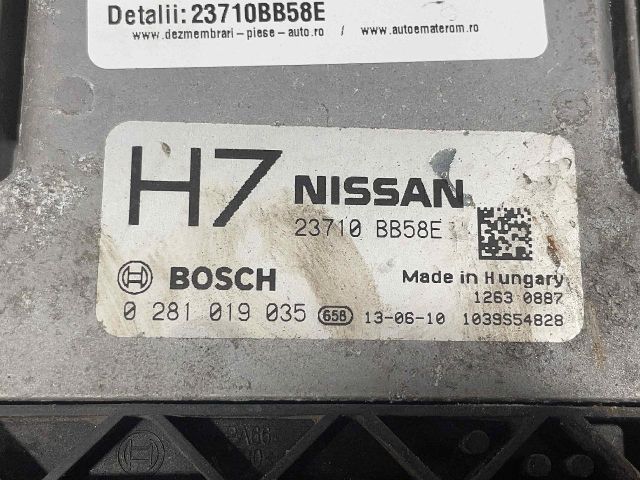 Detalii: 23710BB58E
www.dezmembrari-piese-auto.ro / www.autoematerom.ro
H7 NISSAN
23710 BB58E
BOSCH
Made in Hungary
1263 0887
0 281 019 035 658 13-06-10 1039S54828